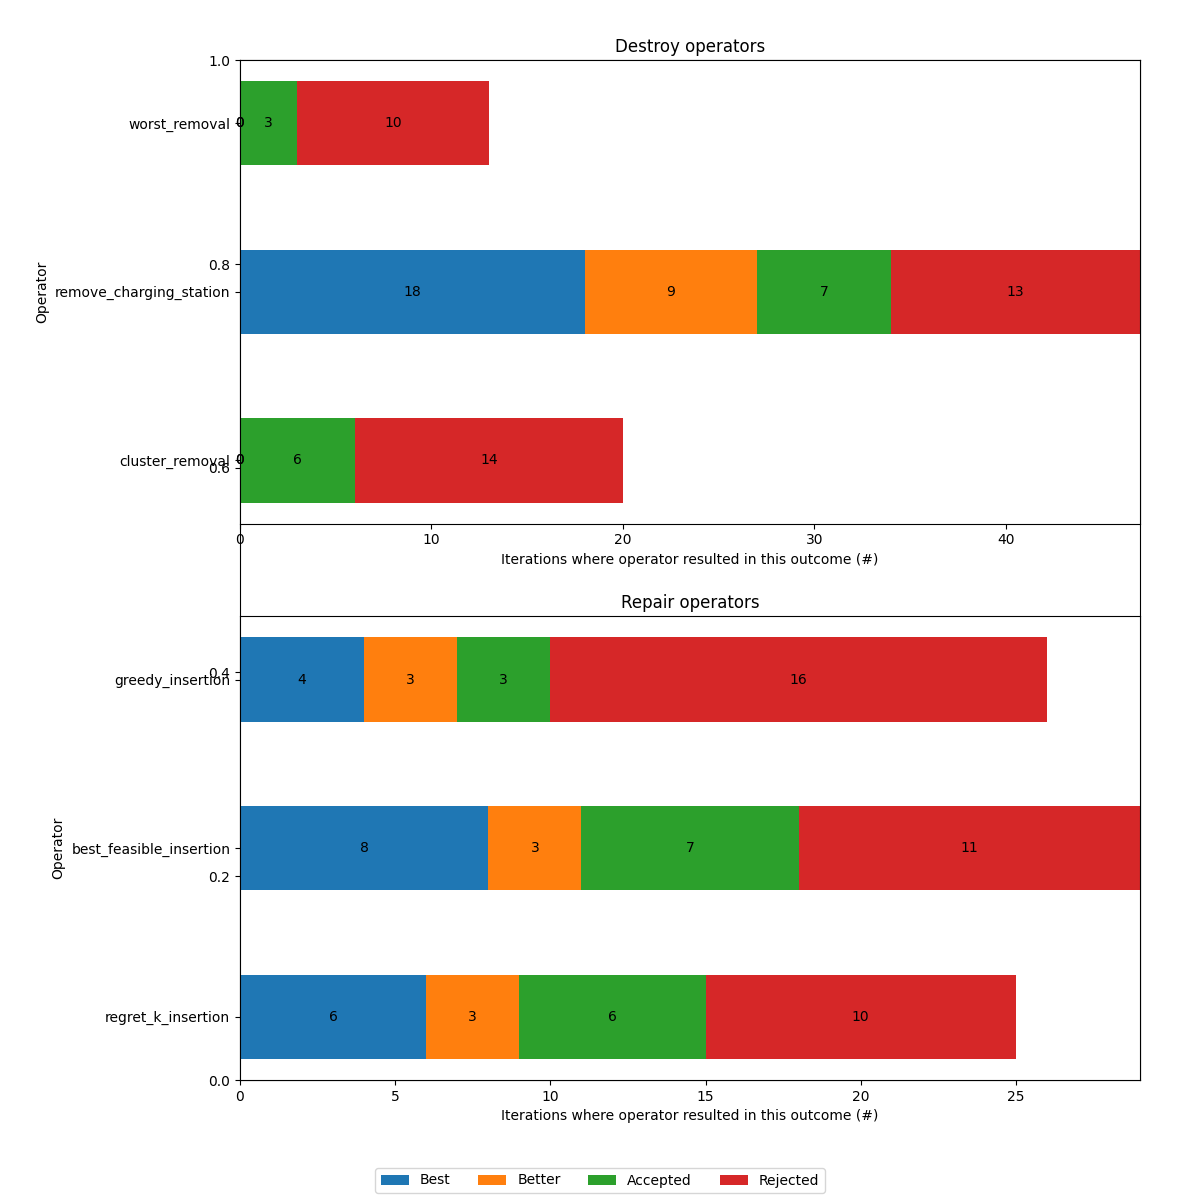 Destroy operators
1.0
worst_removal 0 0 3 10
0.8
Operator
remove_charging_station 18 9 7 13
cluster_removal 0 0 6 14
0.6
0 10 20 30 40
Iterations where operator resulted in this outcome (#)
Repair operators
0.4
greedy_insertion 4 3 3 16
Operator
best_feasible_insertion 8 3 7 11
0.2
regret_k_insertion 6 3 6 10
0.0
0 5 10 15 20 25
Iterations where operator resulted in this outcome (#)
Best Better Accepted Rejected